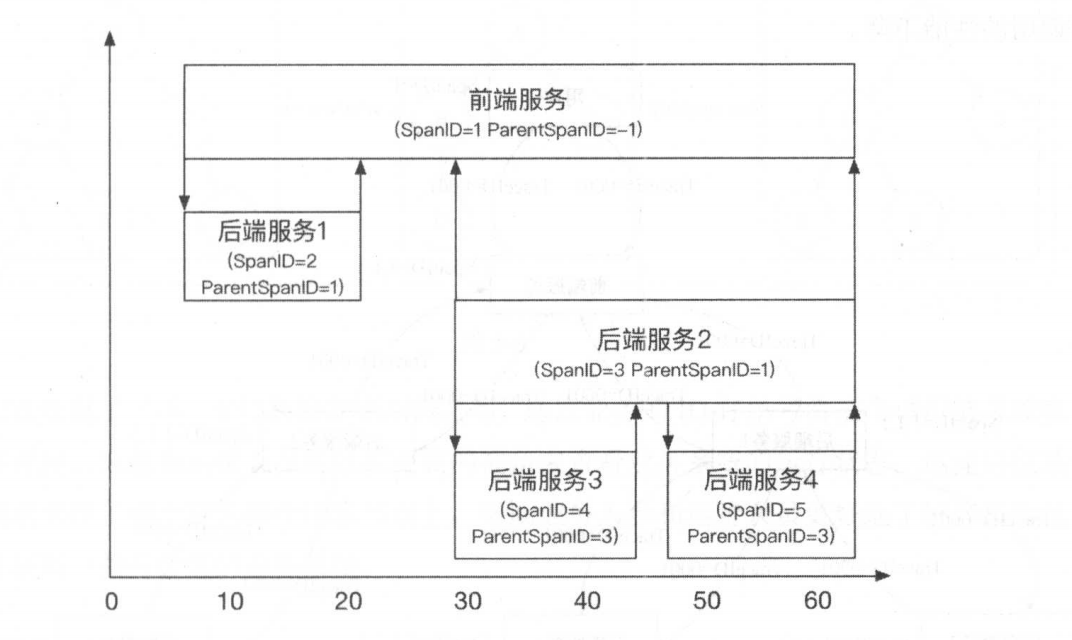 前端服务
(SpanID=1 ParentSpanID=-1)
后端服务1
(SpanID=2
ParentSpanID=1)
后端服务2
(SpanID=3 ParentSpanID=1)
后端服务3
(SpanID=4
ParentSpanID=3)
后端服务4
(SpanID=5
ParentSpanID=3)
0 10 20 30 40 50 60